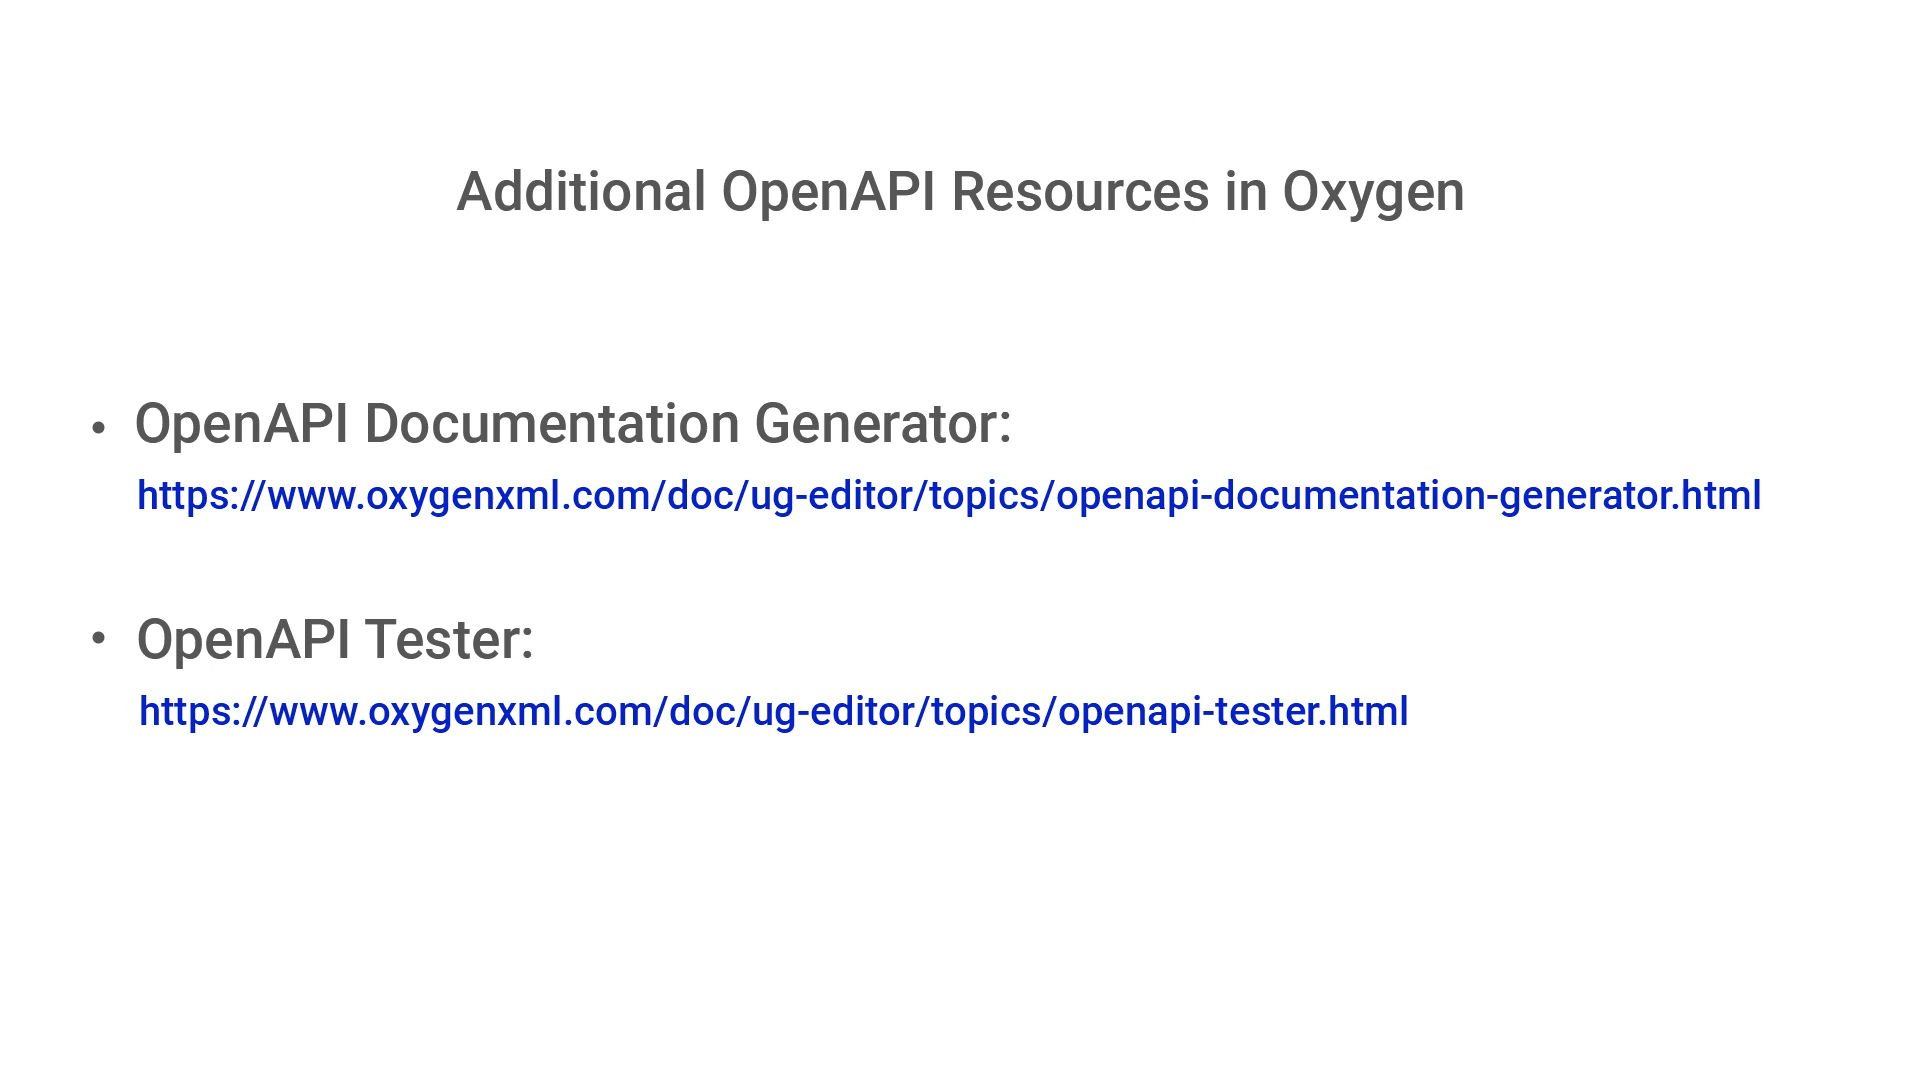 Additional OpenAPI Resources in Oxygen
• OpenAPI Documentation Generator:
https://www.oxygenxml.com/doc/ug-editor/topics/openapi-documentation-generator.html
• OpenAPI Tester:
https://www.oxygenxml.com/doc/ug-editor/topics/openapi-tester.html